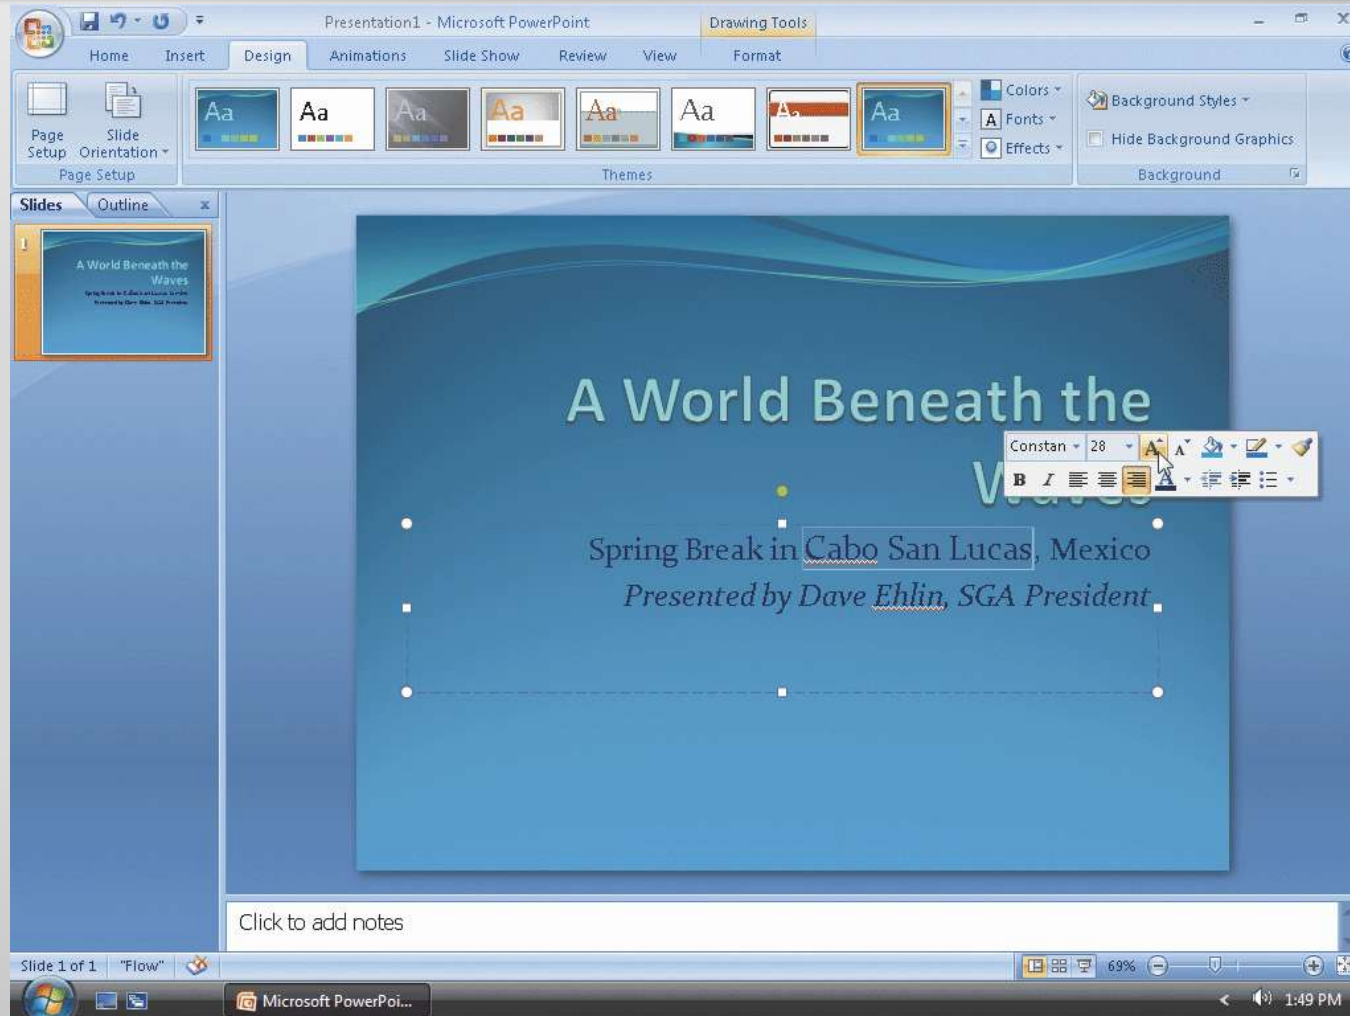 Presentation1 - Microsoft PowerPoint
Drawing Tools
Home Insert Design Animations Slide Show Review View Format
Aa Aa Aa Aa Aa Aa Aa Aa
Colors
Fonts
Effects
Background Styles
Hide Background Graphics
Page Setup
Slide Orientation
Page Setup
Themes
Background
Slides Outline x
1
A World Beneath the
Waves
A World Beneath the
Waves
Constan 28
B I
Spring Break in Cabo San Lucas, Mexico
Presented by Dave Ehlin, SGA President
Click to add notes
Slide 1 of 1 "Flow"
69%
Microsoft PowerPoi...
1:49 PM